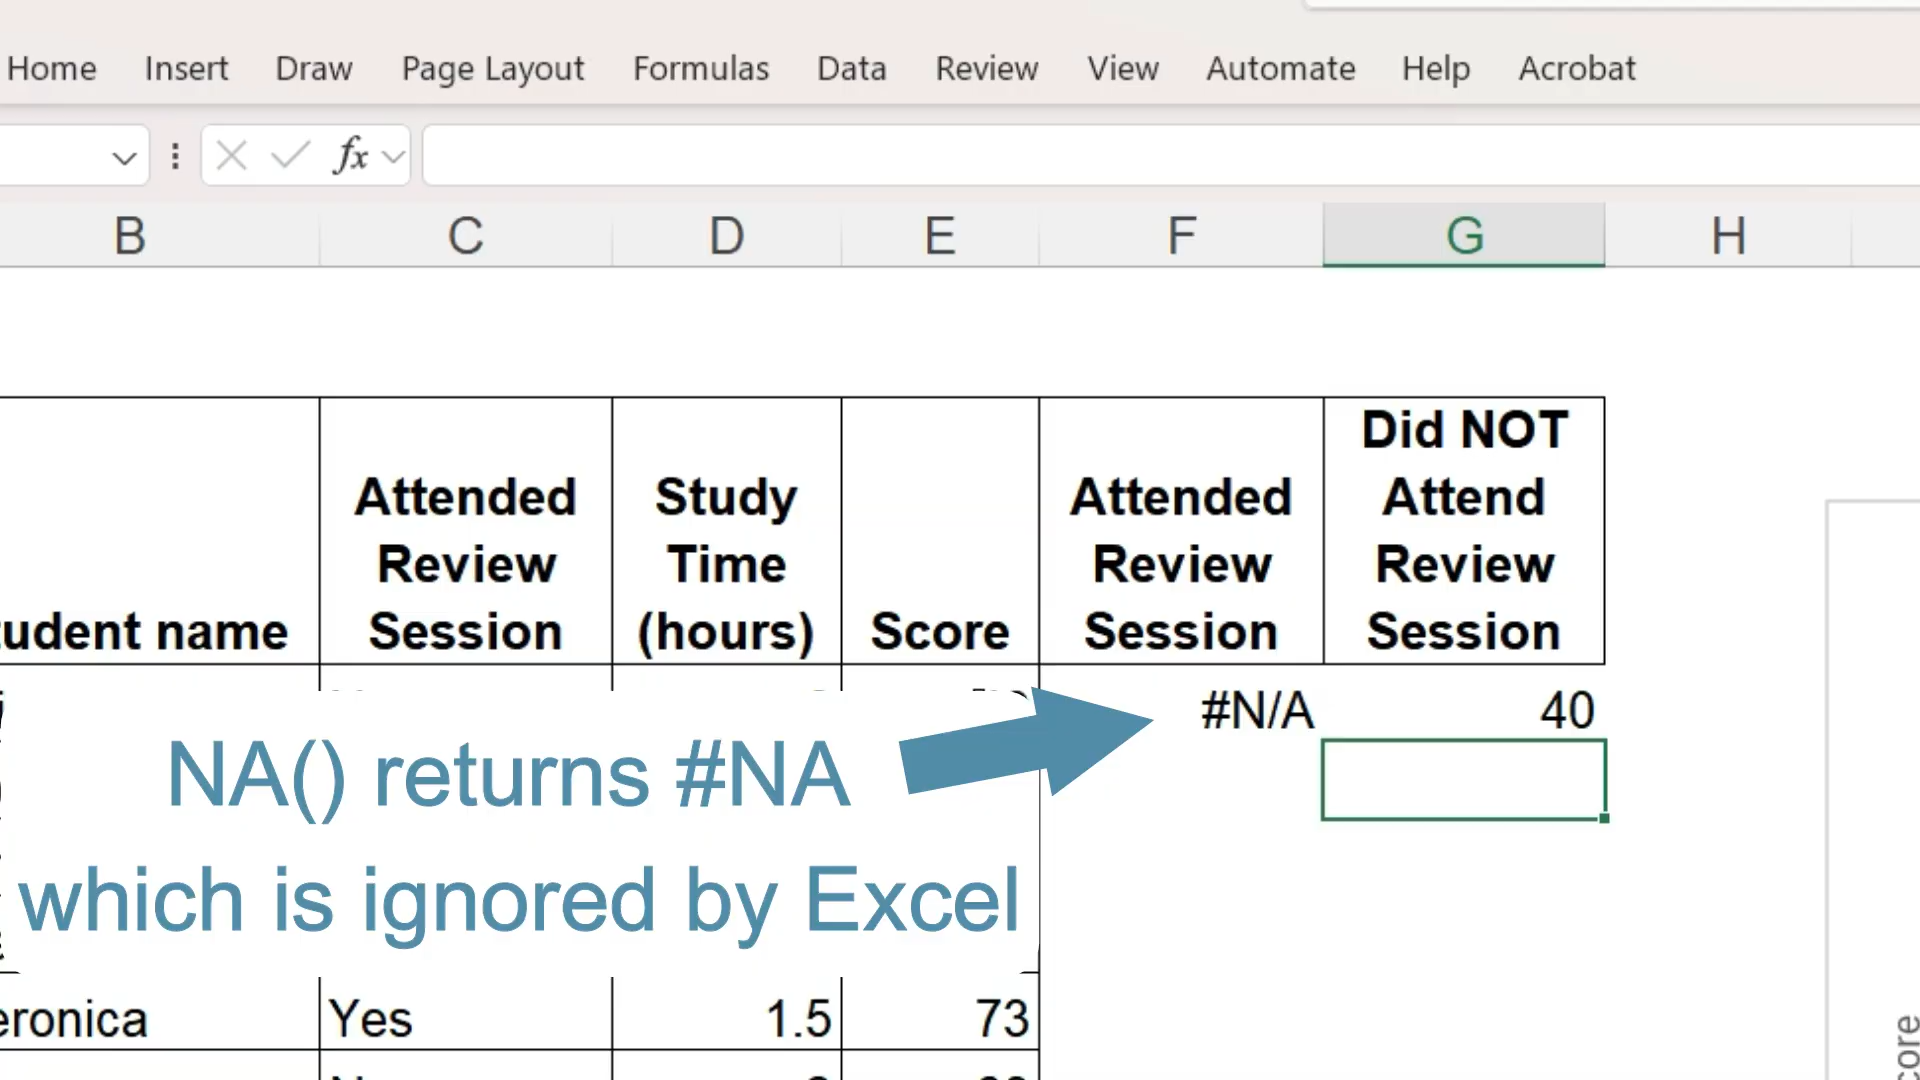 Home Insert Draw Page Layout Formulas Data Review View Automate Help Acrobat
fx
B C D E F G H
Did NOT
Attended Study Attended Attend
Review Time Review Review
udent name Session (hours) Score Session Session
#N/A 40
NA() returns #NA
which is ignored by Excel
eronica Yes 1.5 73
core